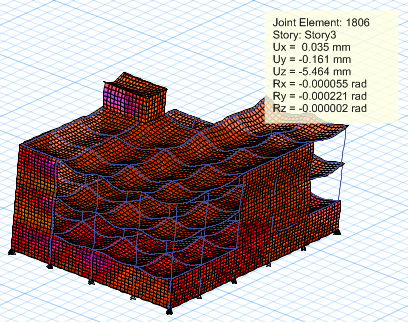 Joint Element: 1806
Story: Story3
Ux = 0.035 mm
Uy = -0.161 mm
Uz = -5.464 mm
Rx = -0.000055 rad
Ry = -0.000221 rad
Rz = -0.000002 rad